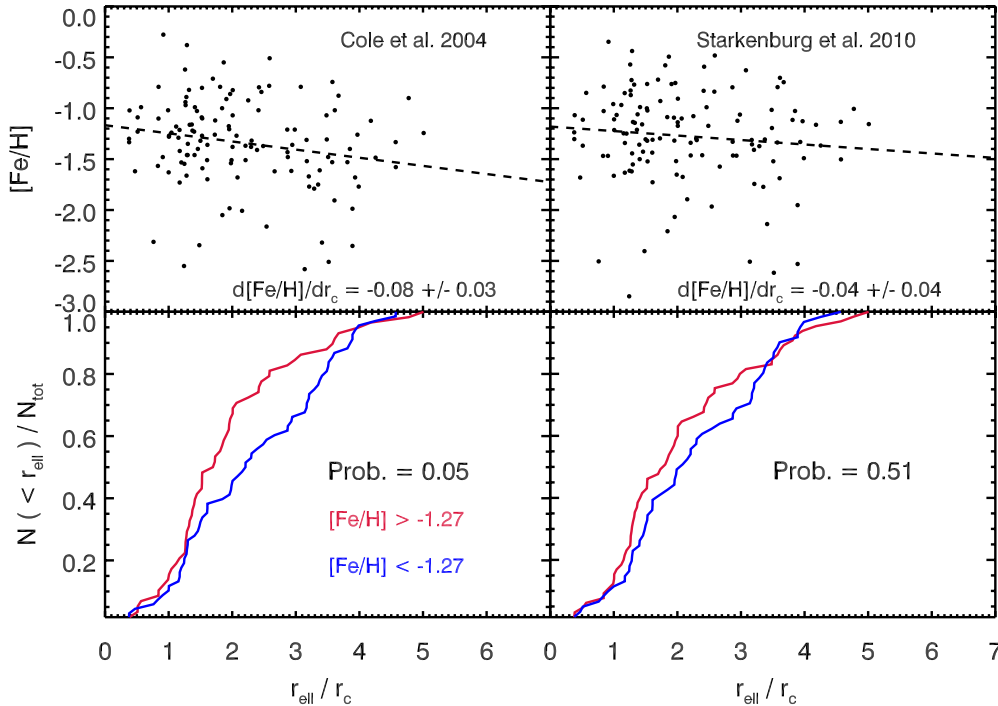 0.0
-0.5
-1.0
-1.5
-2.0
-2.5
-3.0
[Fe/H]
Cole et al. 2004
d[Fe/H]/dr_c = -0.08 +/- 0.03
Starkenburg et al. 2010
d[Fe/H]/dr_c = -0.04 +/- 0.04
1.0
0.8
0.6
0.4
0.2
N ( < r_ell ) / N_tot
Prob. = 0.05
[Fe/H] > -1.27
[Fe/H] < -1.27
Prob. = 0.51
0 1 2 3 4 5 6
0 1 2 3 4 5 6 7
r_ell / r_c
r_ell / r_c